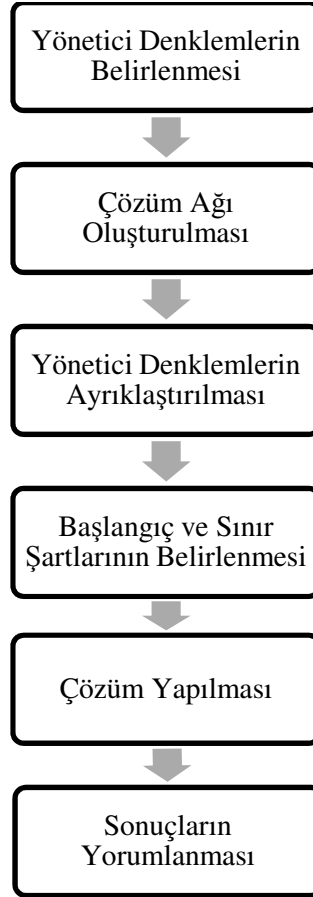 Yönetici Denklemlerin
Belirlenmesi
Çözüm Ağı
Oluşturulması
Yönetici Denklemlerin
Ayrıklaştırılması
Başlangıç ve Sınır
Şartlarının Belirlenmesi
Çözüm Yapılması
Sonuçların
Yorumlanması